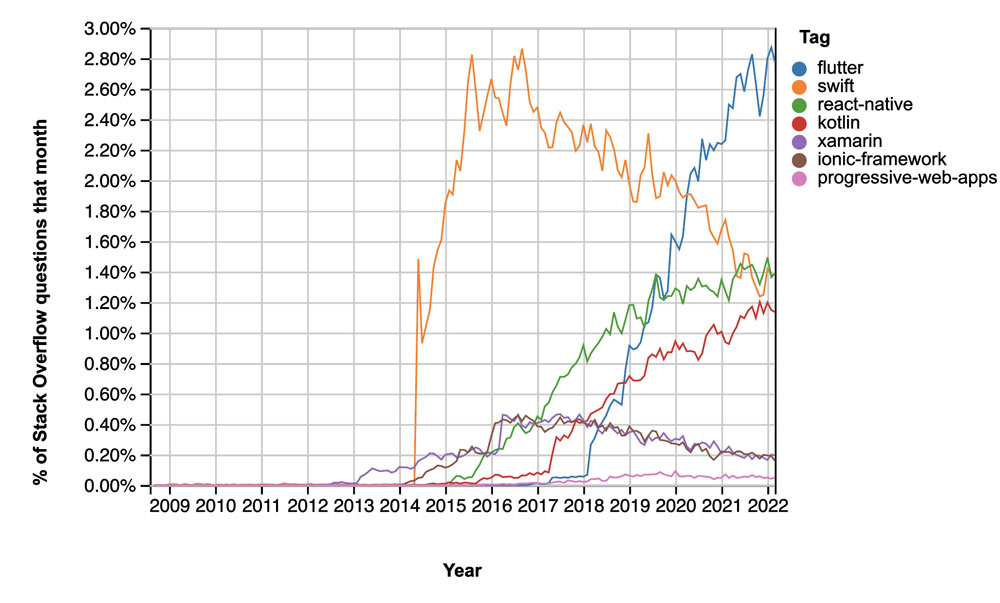 % of Stack Overflow questions that month
3.00%
2.80%
2.60%
2.40%
2.20%
2.00%
1.80%
1.60%
1.40%
1.20%
1.00%
0.80%
0.60%
0.40%
0.20%
0.00%
2009 2010 2011 2012 2013 2014 2015 2016 2017 2018 2019 2020 2021 2022
Year
Tag
flutter
swift
react-native
kotlin
xamarin
ionic-framework
progressive-web-apps